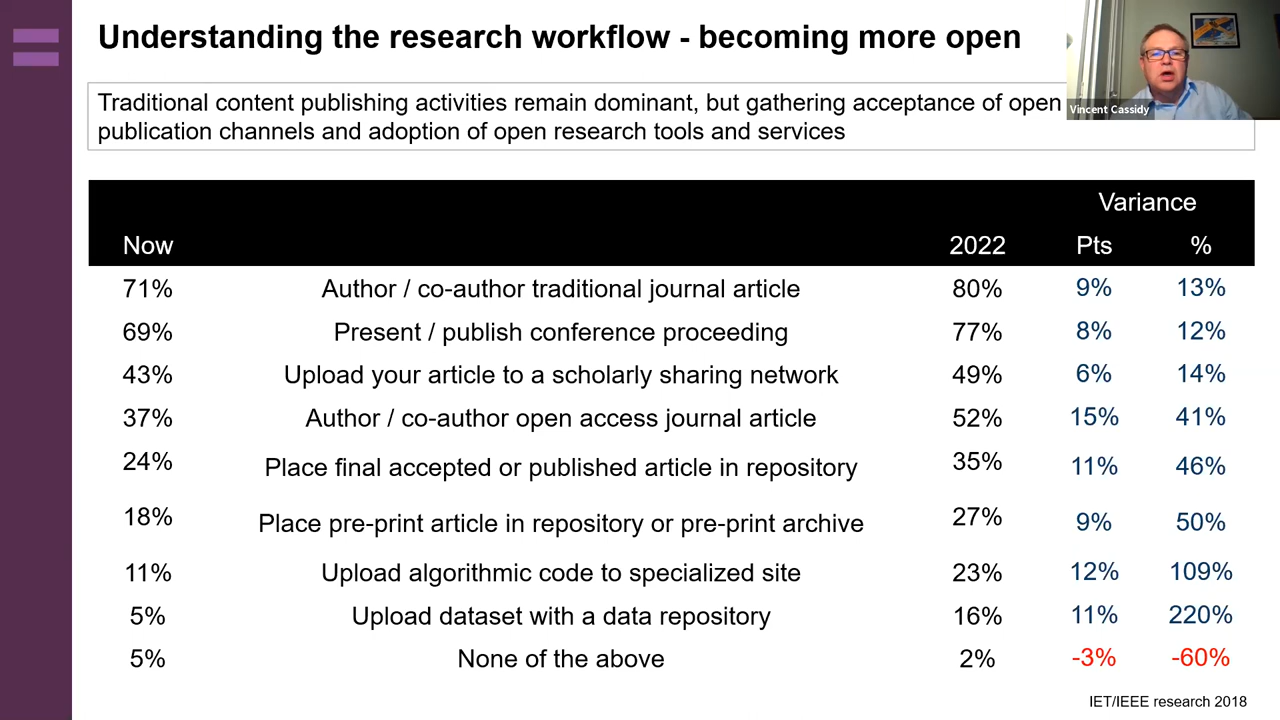 Understanding the research workflow - becoming more open
Traditional content publishing activities remain dominant, but gathering acceptance of open
publication channels and adoption of open research tools and services
Vincent Cassidy
Variance
Now 2022 Pts %
71% Author / co-author traditional journal article 80% 9% 13%
69% Present / publish conference proceeding 77% 8% 12%
43% Upload your article to a scholarly sharing network 49% 6% 14%
37% Author / co-author open access journal article 52% 15% 41%
24% Place final accepted or published article in repository 35% 11% 46%
18% Place pre-print article in repository or pre-print archive 27% 9% 50%
11% Upload algorithmic code to specialized site 23% 12% 109%
5% Upload dataset with a data repository 16% 11% 220%
5% None of the above 2% -3% -60%
IET/IEEE research 2018